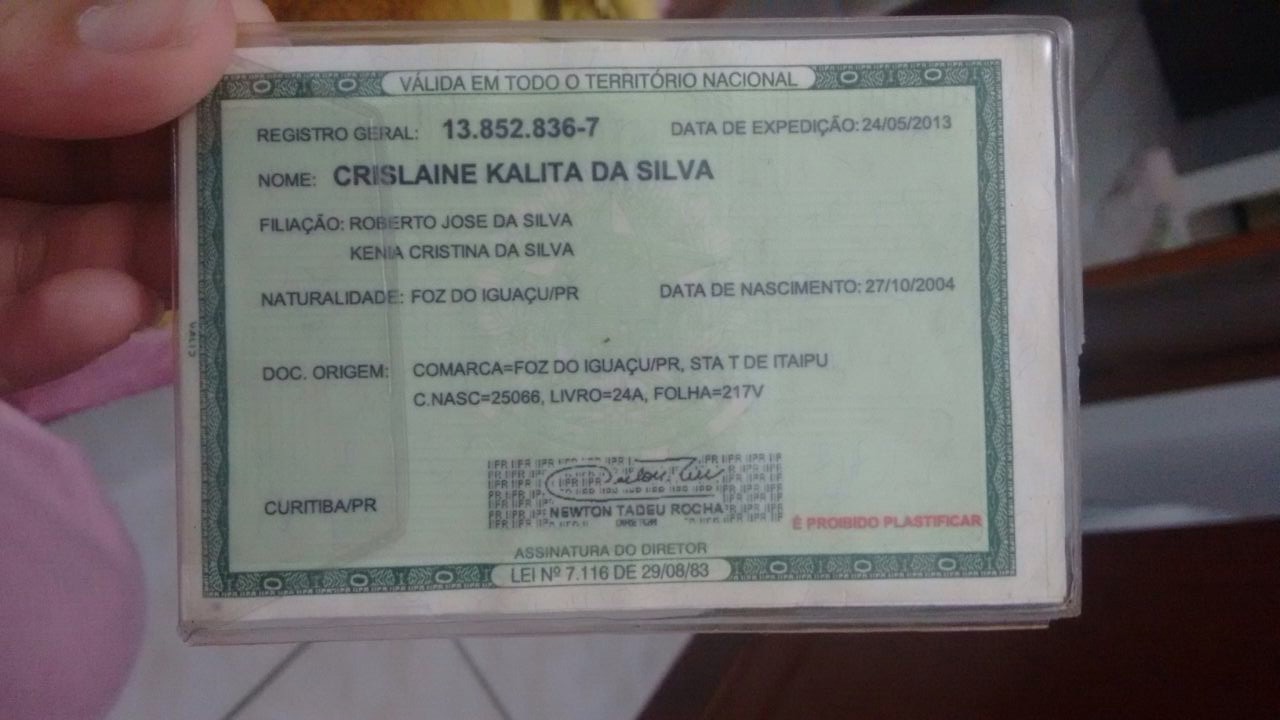 VÁLIDA EM TODO O TERRITÓRIO NACIONAL
REGISTRO GERAL: 13.852.836-7 DATA DE EXPEDIÇÃO: 24/05/2013
NOME: CRISLAINE KALITA DA SILVA
FILIAÇÃO: ROBERTO JOSE DA SILVA
KENIA CRISTINA DA SILVA
NATURALIDADE: FOZ DO IGUAÇU/PR DATA DE NASCIMENTO: 27/10/2004
DOC. ORIGEM: COMARCA=FOZ DO IGUAÇU/PR, STA T DE ITAIPU
C.NASC=25066, LIVRO=24A, FOLHA=217V
CURITIBA/PR
NEWTON TADEU ROCHA
DIRETOR
É PROIBIDO PLASTIFICAR
ASSINATURA DO DIRETOR
LEI Nº 7.116 DE 29/08/83